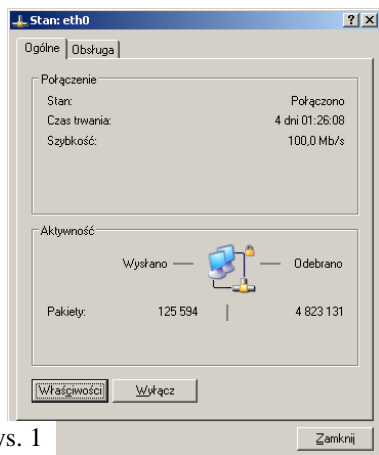 Stan: eth0
Ogólne Obsługa
Połączenie
Stan: Połączono
Czas trwania: 4 dni 01:26:08
Szybkość: 100,0 Mb/s
Aktywność
Wysłano Odebrano
Pakiety: 125 594 4 823 131
Właściwości Wyłącz
ys. 1
Zamknij